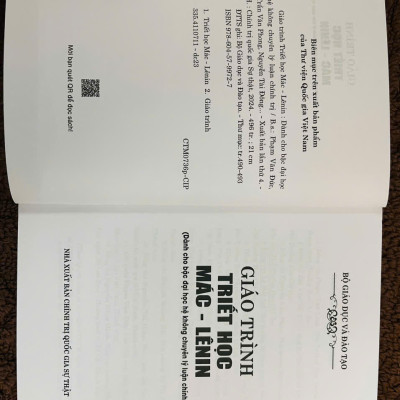 Biên mục trên xuất bản phẩm
của Thư viện Quốc gia Việt Nam
Giáo trình Triết học Mác - Lênin : Dành cho bậc đại học
hệ không chuyên lý luận chính trị / B.s.: Phạm Văn Đức,
Trần Văn Phòng, Nguyễn Tài Đông... - Xuất bản lần thứ 4. -
: Chính trị quốc gia Sự thật, 2024. - 496 tr. ; 21 cm
ĐTTS ghi: Bộ Giáo dục và Đào tạo. - Thư mục: tr. 490-493
ISBN 978-604-57-9972-7
1. Triết học Mác - Lênin 2. Giáo trình
335.4110711 - dc23
CTM0736p-CIP
Mời bạn quét QR để đọc sách!
BỘ GIÁO DỤC VÀ ĐÀO TẠO
GIÁO TRÌNH
TRIẾT HỌC
MÁC - LÊNIN
(Dành cho bậc đại học hệ không chuyên lý luận chính
NHÀ XUẤT BẢN CHÍNH TRỊ QUỐC GIA SỰ THẬT